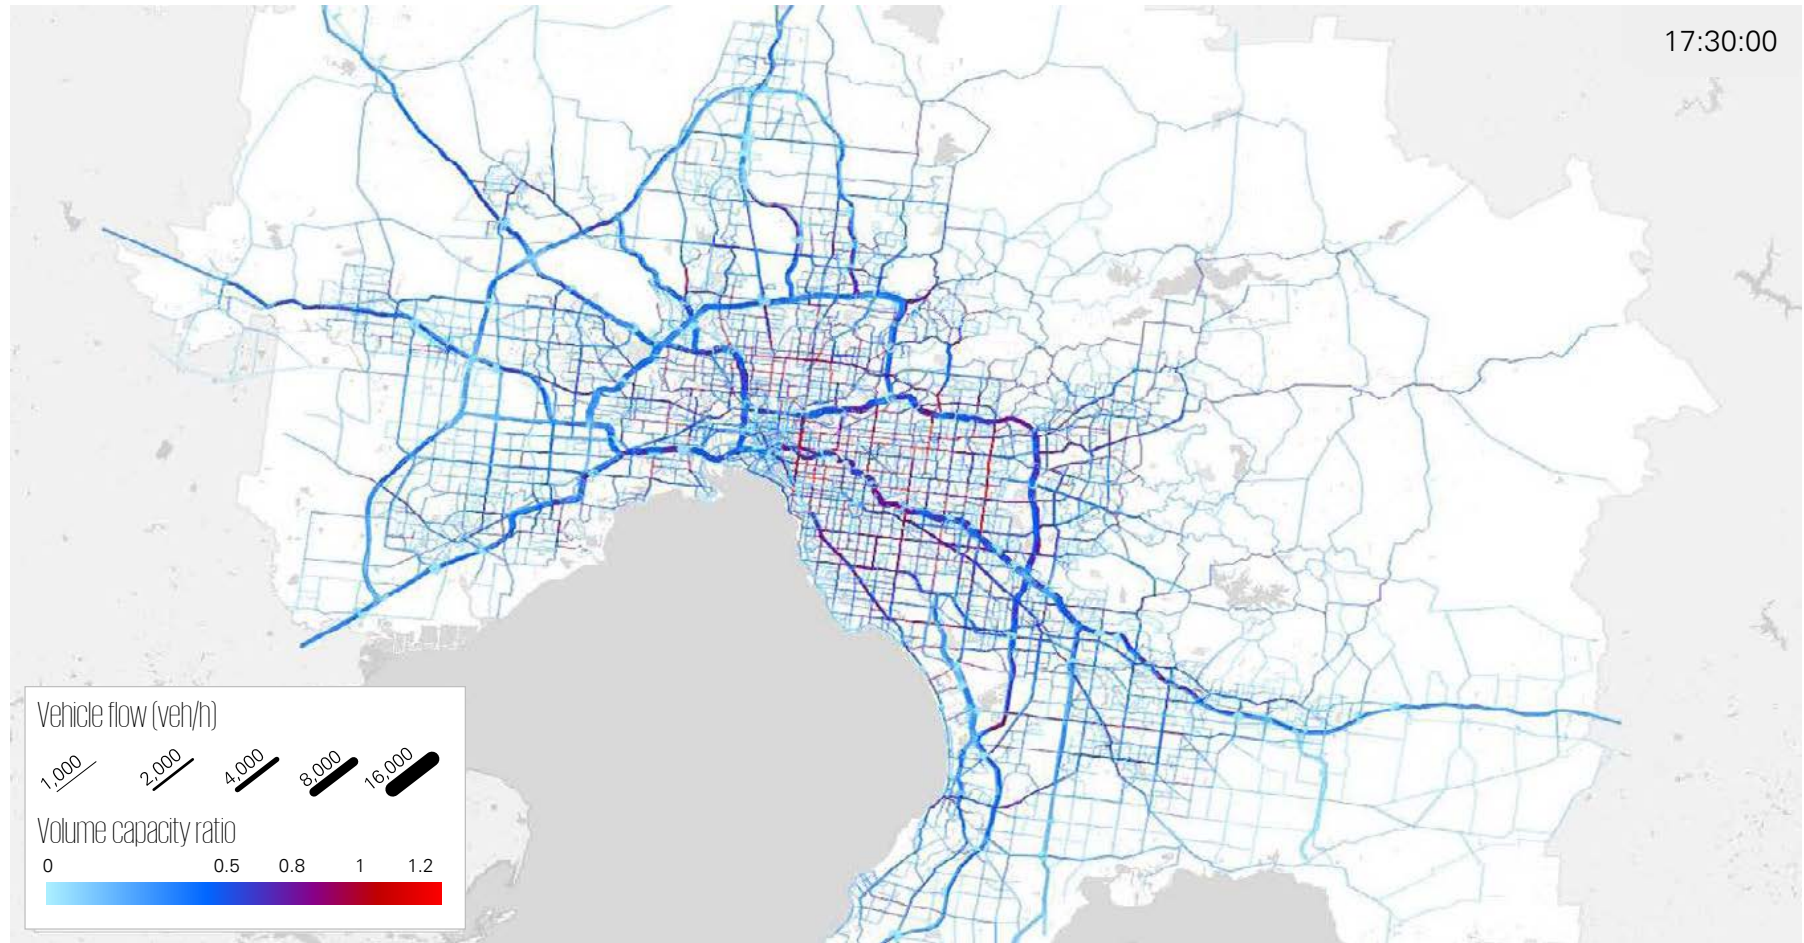 17:30:00
Vehicle flow (veh/h)
1,000 2,000 4,000 8,000 16,000
Volume capacity ratio
0 0.5 0.8 1 1.2